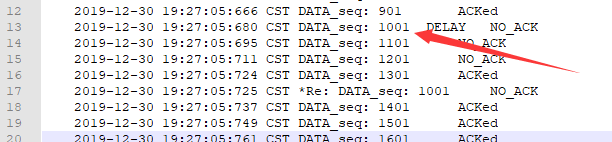 12 2019-12-30 19:27:05:666 CST DATA_seq: 901 ACKed
13 2019-12-30 19:27:05:680 CST DATA_seq: 1001 DELAY NO_ACK
14 2019-12-30 19:27:05:695 CST DATA_seq: 1101 NO_ACK
15 2019-12-30 19:27:05:711 CST DATA_seq: 1201 NO_ACK
16 2019-12-30 19:27:05:724 CST DATA_seq: 1301 ACKed
17 2019-12-30 19:27:05:725 CST *Re: DATA_seq: 1001 NO_ACK
18 2019-12-30 19:27:05:737 CST DATA_seq: 1401 ACKed
19 2019-12-30 19:27:05:749 CST DATA_seq: 1501 ACKed
20 2019-12-30 19:27:05:761 CST DATA_seq: 1601 ACKed